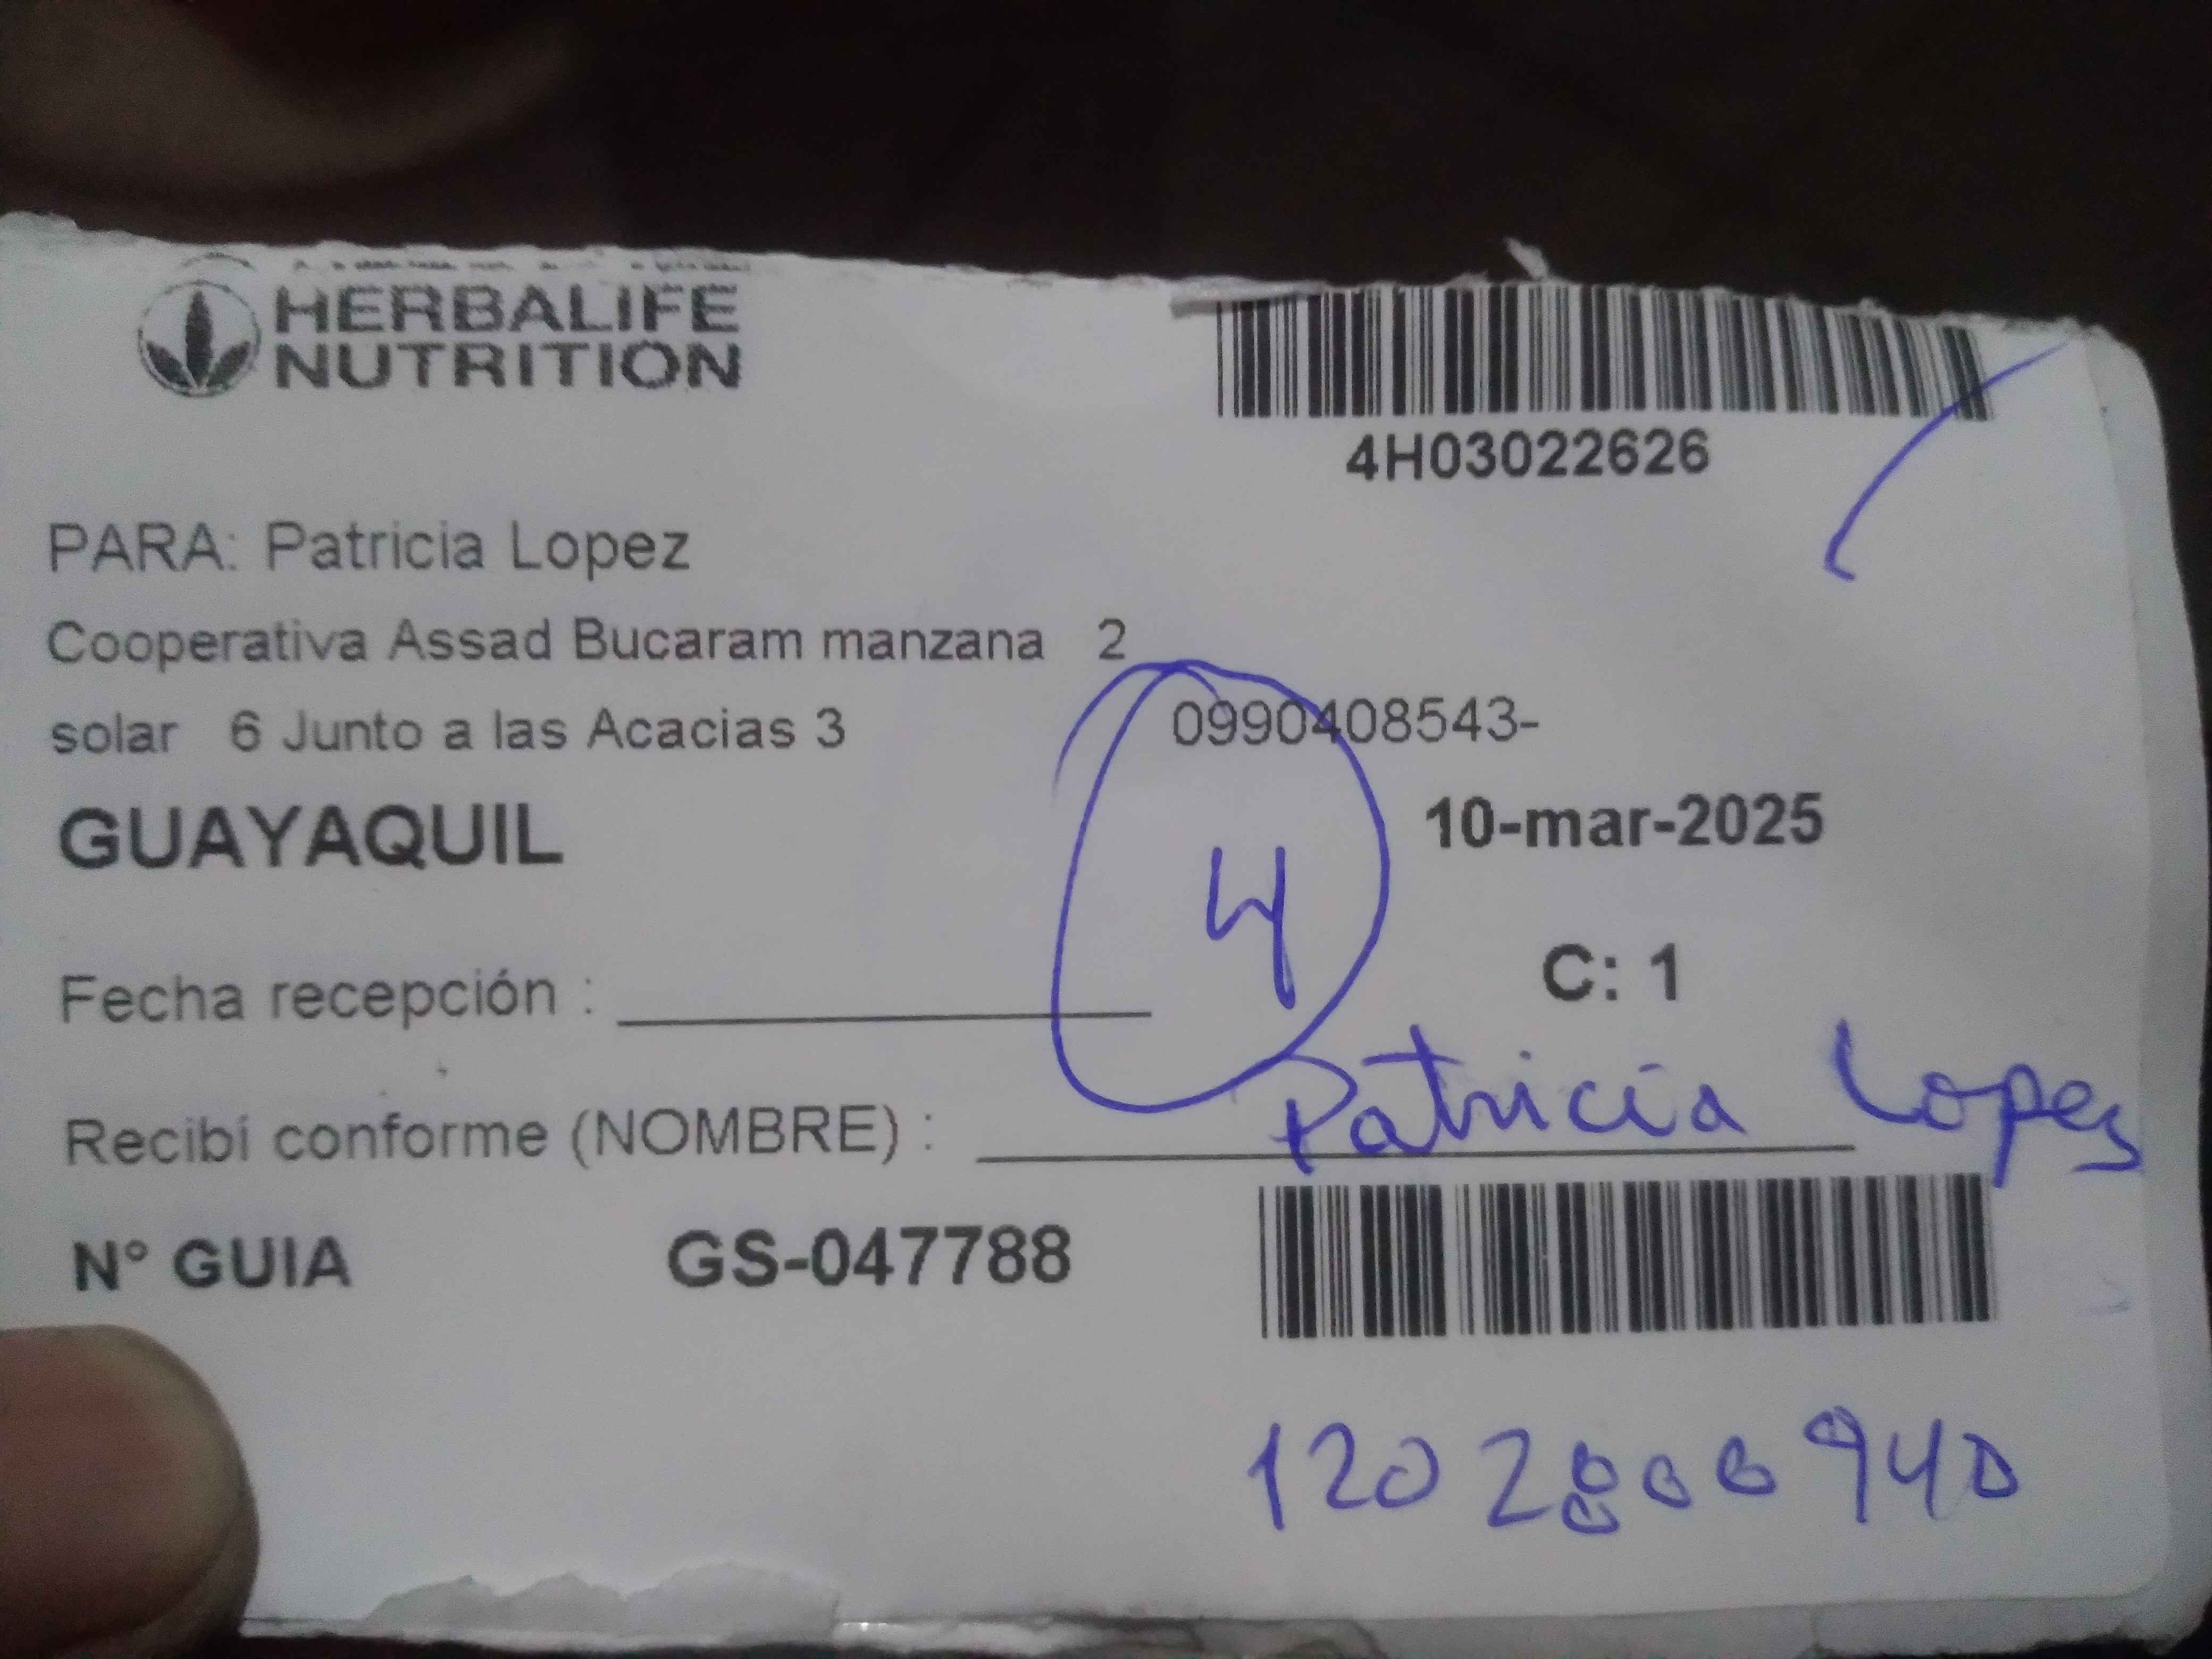 HERBALIFE
NUTRITION
4H03022626
PARA: Patricia Lopez
Cooperativa Assad Bucaram manzana 2
solar 6 Junto a las Acacias 3 0990408543-
GUAYAQUIL 10-mar-2025
4
Fecha recepción : C: 1
Recibí conforme (NOMBRE) : Patricia Lopez
N° GUIA GS-047788